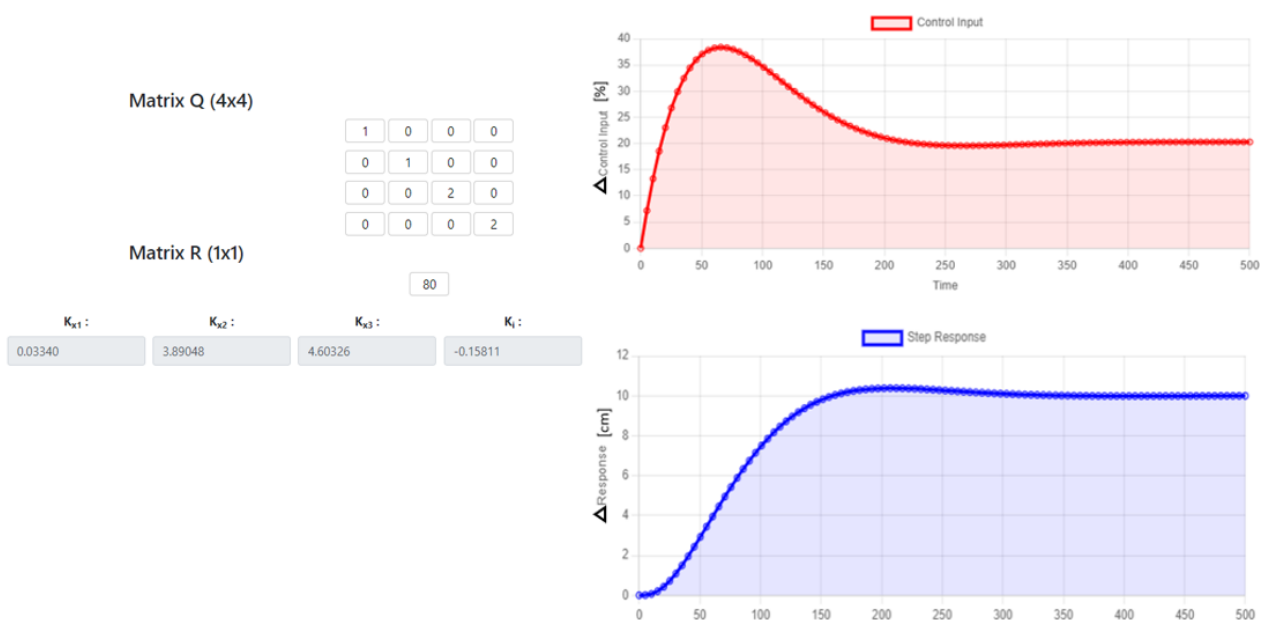 Matrix Q (4x4)
1 0 0 0
0 1 0 0
0 0 2 0
0 0 0 2
Matrix R (1x1)
80
Kx1 : Kx2 : Kx3 : Ki :
0.03340 3.89048 4.60326 -0.15811
Control Input
40
35
30
25
20
15
10
5
0
ΔControl Input [%]
0 50 100 150 200 250 300 350 400 450 500
Time
Step Response
12
10
8
6
4
2
0
ΔResponse [cm]
0 50 100 150 200 250 300 350 400 450 500